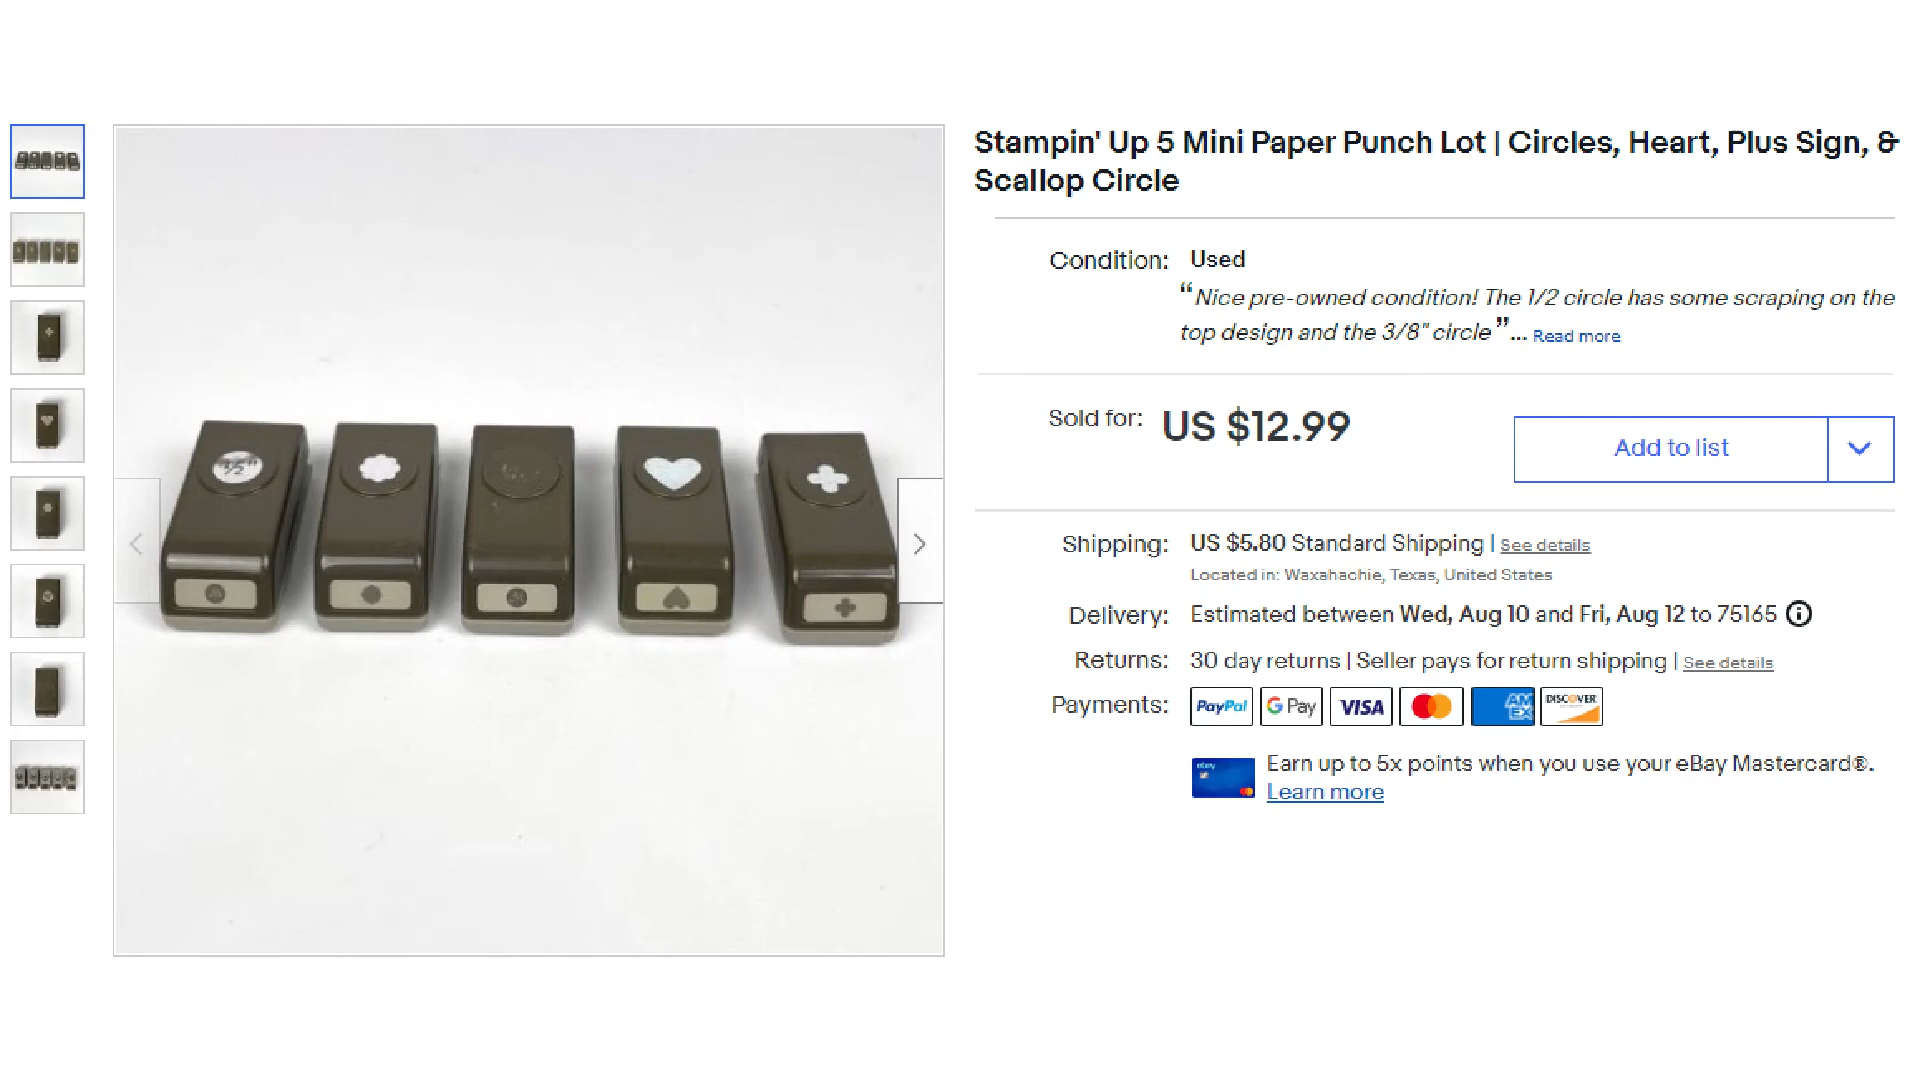 Stampin' Up 5 Mini Paper Punch Lot | Circles, Heart, Plus Sign, &
Scallop Circle
Condition: Used
“Nice pre-owned condition! The 1/2 circle has some scraping on the
top design and the 3/8" circle”... Read more
Sold for: US $12.99
Add to list
Shipping: US $5.80 Standard Shipping | See details
Located in: Waxahachie, Texas, United States
Delivery: Estimated between Wed, Aug 10 and Fri, Aug 12 to 75165
Returns: 30 day returns | Seller pays for return shipping | See details
Payments: PayPal G Pay VISA AM EX DISCOVER
ebay
Earn up to 5x points when you use your eBay Mastercard®.
Learn more